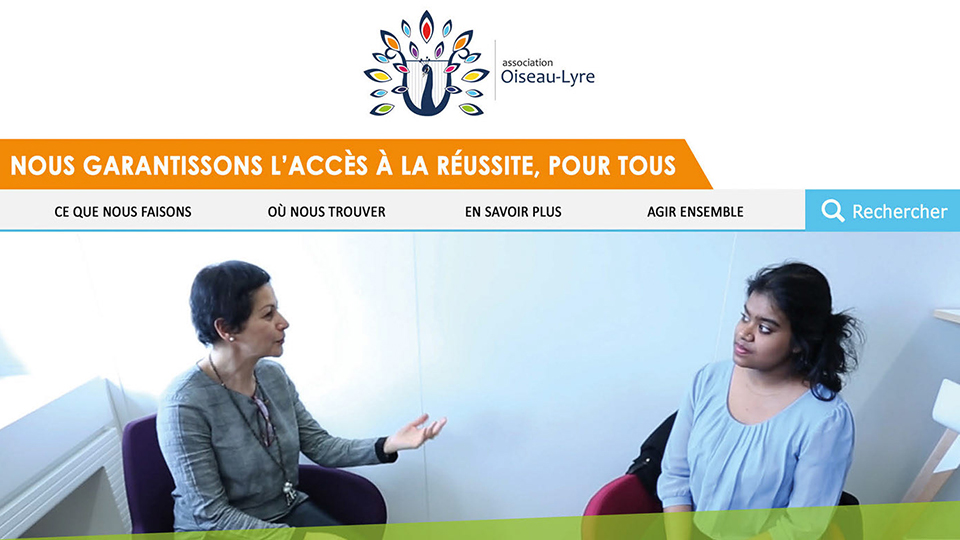 association
Oiseau-Lyre
NOUS GARANTISSONS L'ACCÈS À LA RÉUSSITE, POUR TOUS
CE QUE NOUS FAISONS
OÙ NOUS TROUVER
EN SAVOIR PLUS
AGIR ENSEMBLE
Rechercher